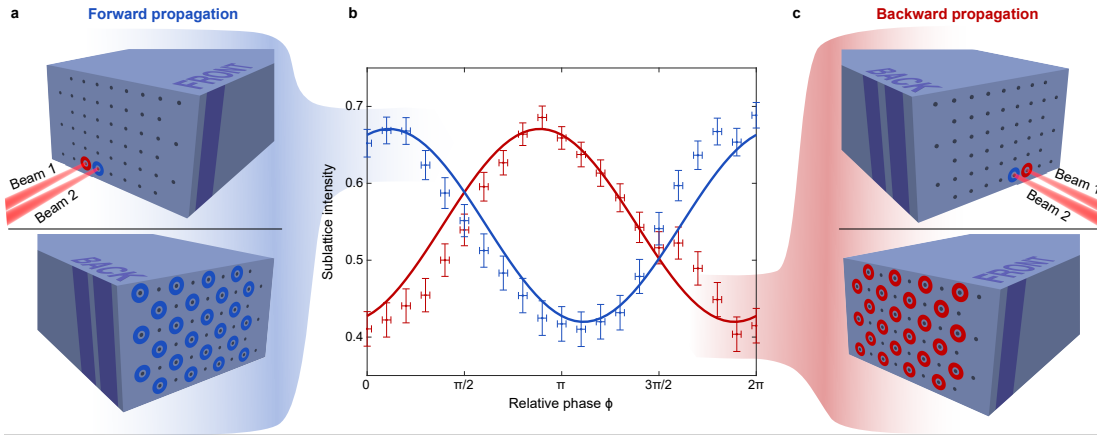 a
Forward propagation
FRONT
Beam 1
Beam 2
BACK
b
Sublattice intensity
0.7
0.6
0.5
0.4
0
π/2
π
3π/2
2π
Relative phase ϕ
c
Backward propagation
BACK
Beam 1
Beam 2
FRONT